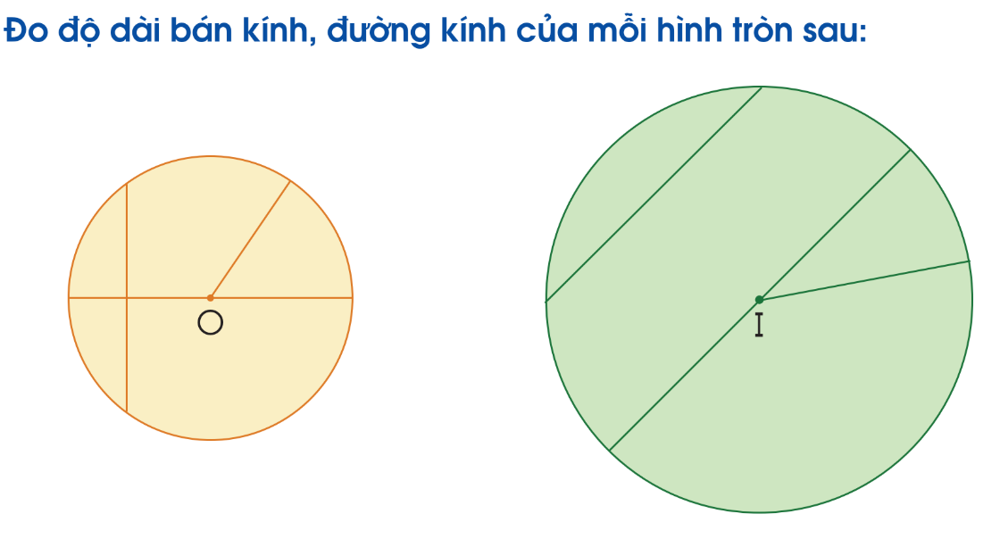 Đo độ dài bán kính, đường kính của mỗi hình tròn sau:
O
I